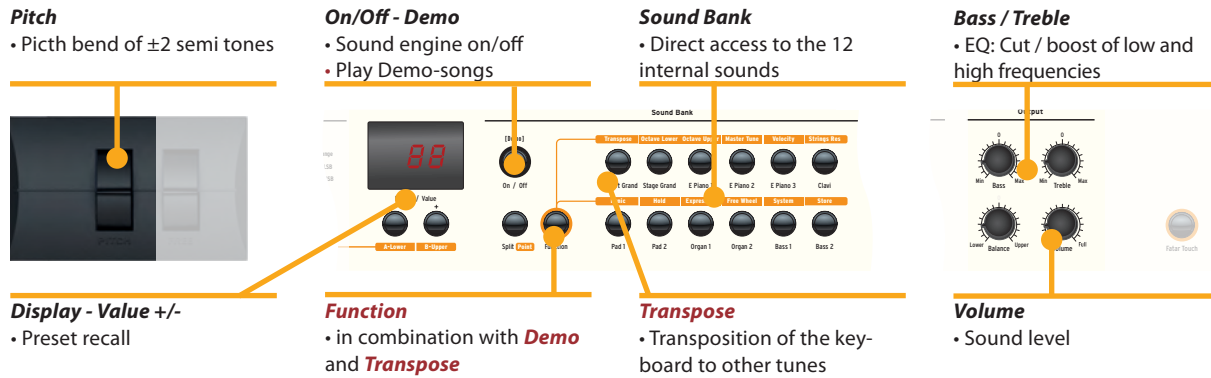 Pitch
• Picth bend of ±2 semi tones
On/Off - Demo
• Sound engine on/off
• Play Demo-songs
Sound Bank
• Direct access to the 12
internal sounds
Bass / Treble
• EQ: Cut / boost of low and
high frequencies
Sound Bank
[Demo]
On / Off
88
/ Value
+
A-Lower B-Upper
Split Point
Transpose Octave Lower Octave Upper Master Tune Velocity Strings Res
Grand Stage Grand E Piano E Piano 2 E Piano 3 Clavi
Hold Free Wheel System Store
Pad 1 Pad 2 Organ 1 Organ 2 Bass 1 Bass 2
0 0
Min Max Min Max
Bass Treble
Lower Upper Full
Balance
Fatar Touch
PITCH
Display - Value +/-
• Preset recall
Function
• in combination with Demo
and Transpose
Transpose
• Transposition of the key-
board to other tunes
Volume
• Sound level